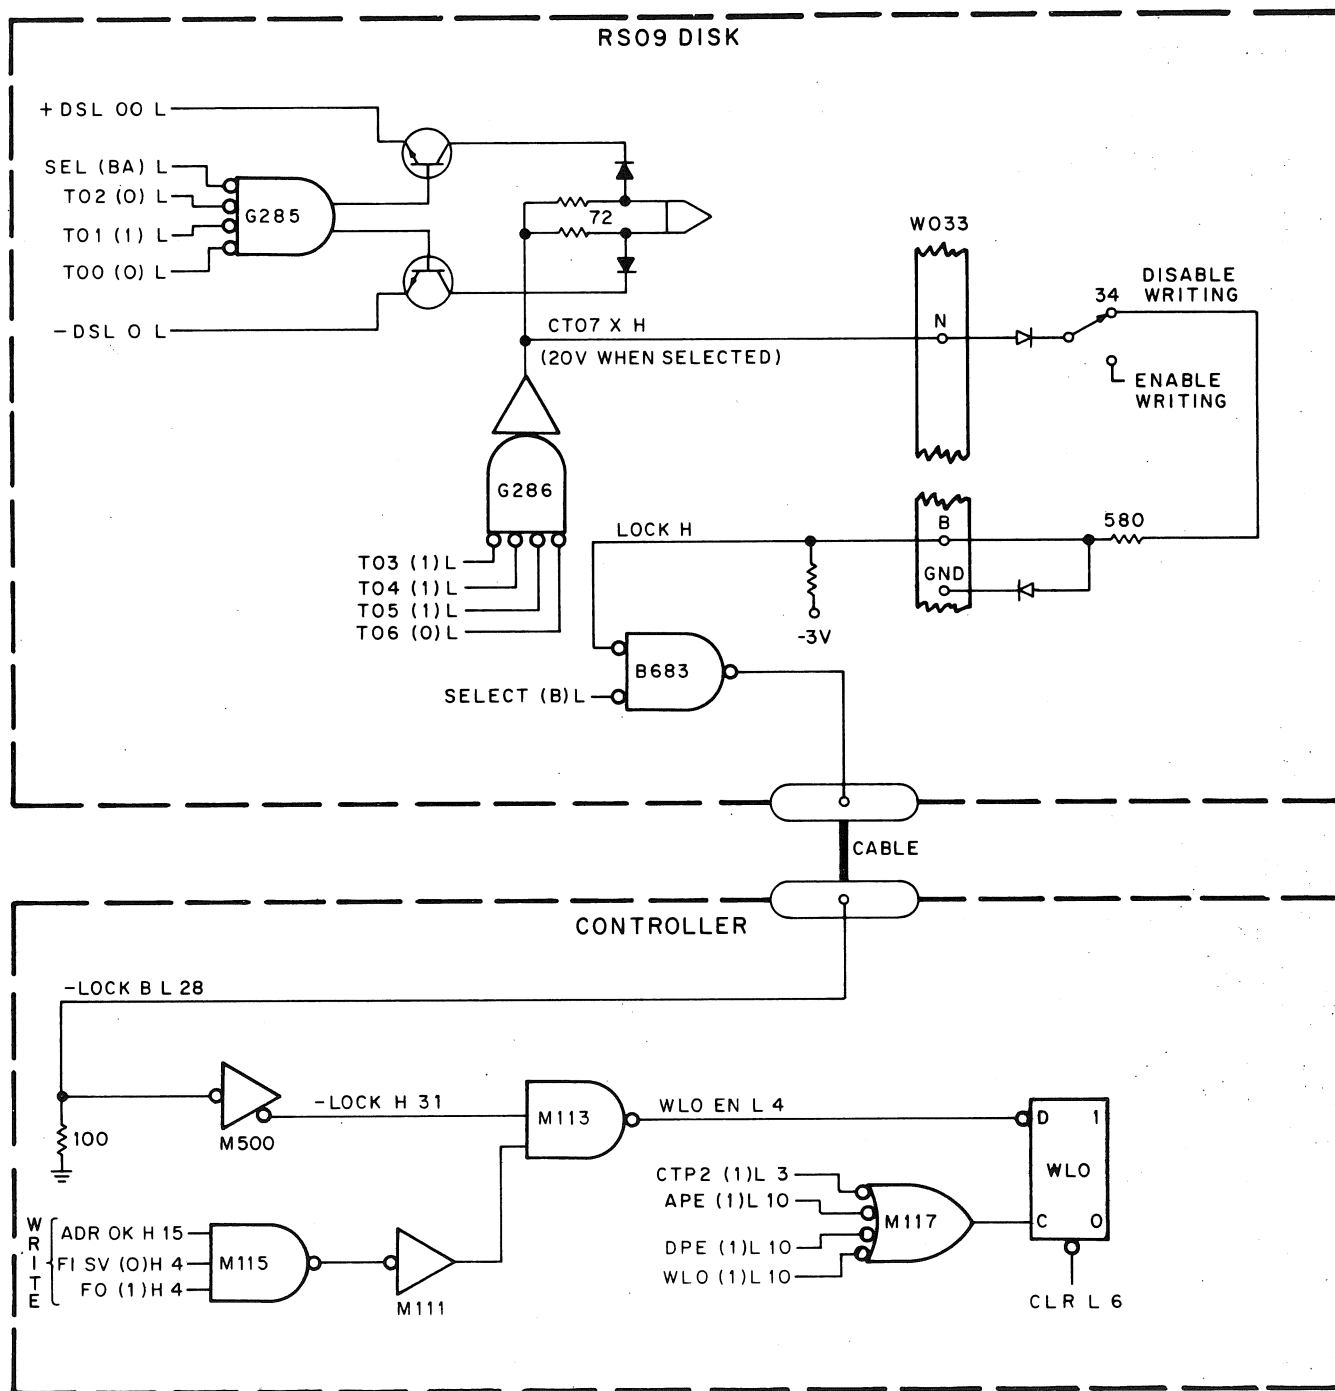 RS09 DISK
+DSL 00 L
SEL (BA) L
T02 (0) L
T01 (1) L
T00 (0) L
G285
-DSL 0 L
72
CT07 X H
(20V WHEN SELECTED)
W033
N
34
DISABLE
WRITING
ENABLE
WRITING
G286
T03 (1) L
T04 (1) L
T05 (1) L
T06 (0) L
LOCK H
B
GND
580
-3V
B683
SELECT (B) L
CABLE
CONTROLLER
-LOCK B L 28
100
M500
-LOCK H 31
M113
WLO EN L 4
D 1
WLO
C 0
CTP2 (1)L 3
APE (1)L 10
DPE (1)L 10
WLO (1)L 10
M117
CLR L 6
WRITE
ADR OK H 15
FI SV (0)H 4
FO (1)H 4
M115
M111